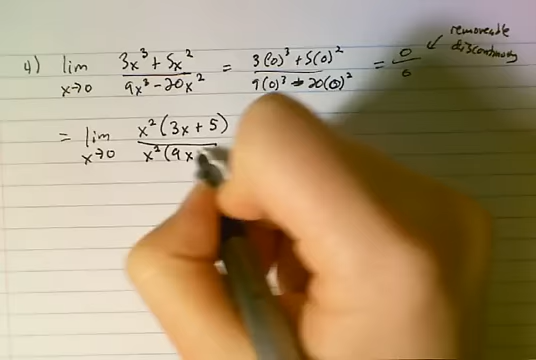 4) lim x→0 3x³ + 5x² / 9x³ - 20x² = 3(0)³ + 5(0)² / 9(0)³ - 20(0)² = 0/0 ← removable discontinuity
= lim x→0 x²(3x + 5) / x²(9x